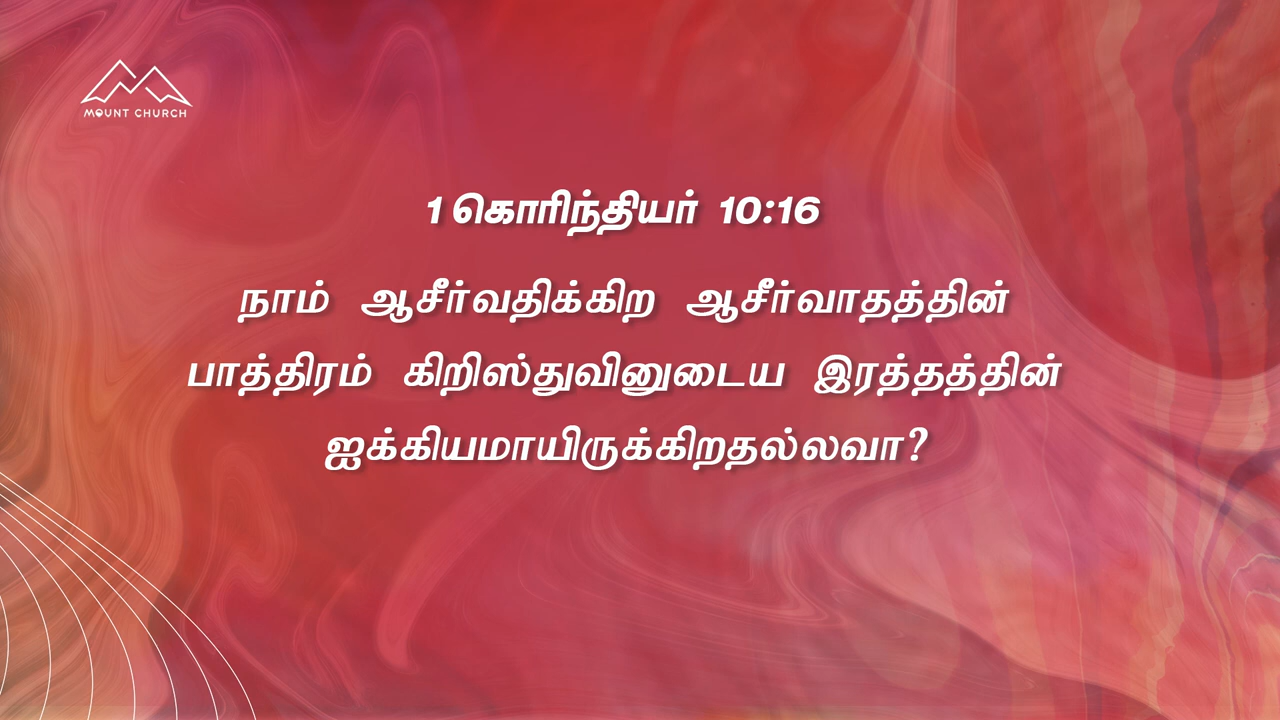 MOUNT CHURCH
1 கொரிந்தியர் 10:16
நாம் ஆசீர்வதிக்கிற ஆசீர்வாதத்தின்
பாத்திரம் கிறிஸ்துவினுடைய இரத்தத்தின்
ஐக்கியமாயிருக்கிறதல்லவா?